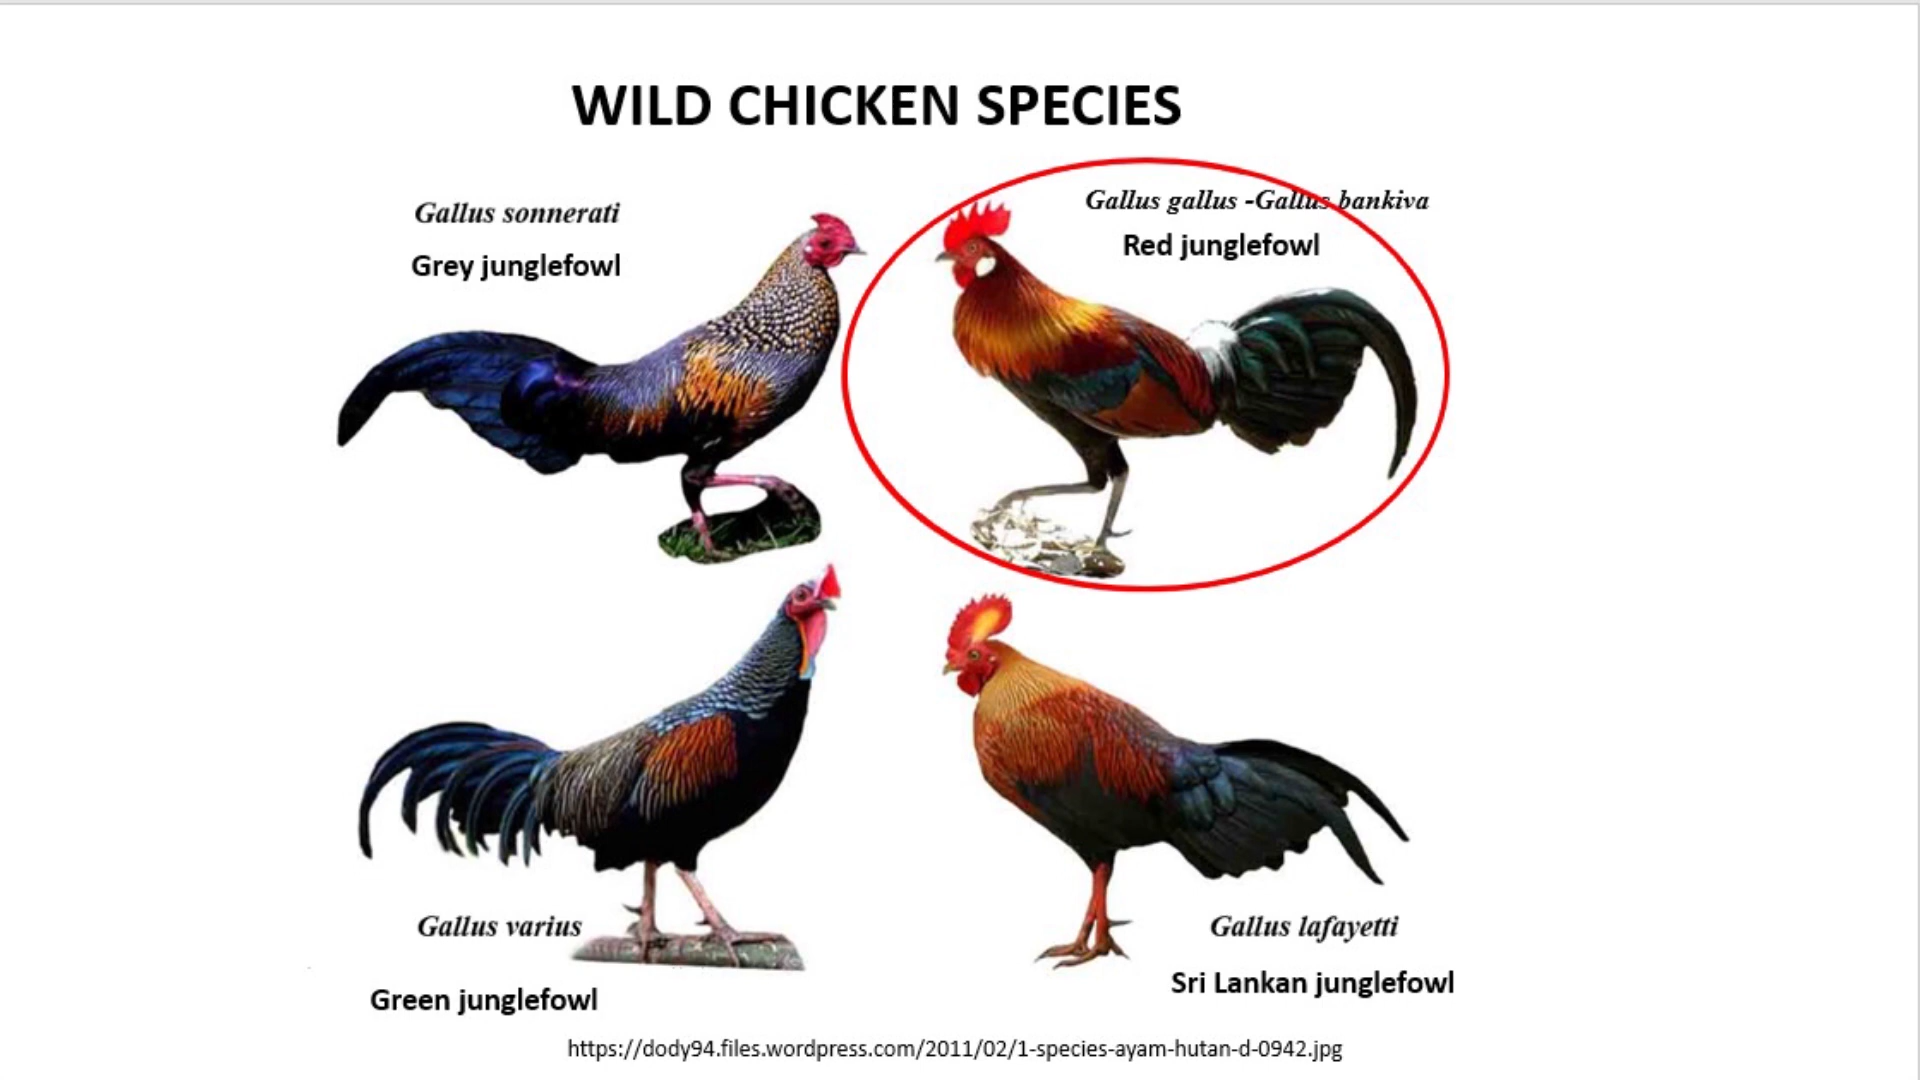 WILD CHICKEN SPECIES
Gallus sonnerati
Grey junglefowl
Gallus gallus -Gallus bankiva
Red junglefowl
Gallus varius
Green junglefowl
Gallus lafayetti
Sri Lankan junglefowl
https://dody94.files.wordpress.com/2011/02/1-species-ayam-hutan-d-0942.jpg